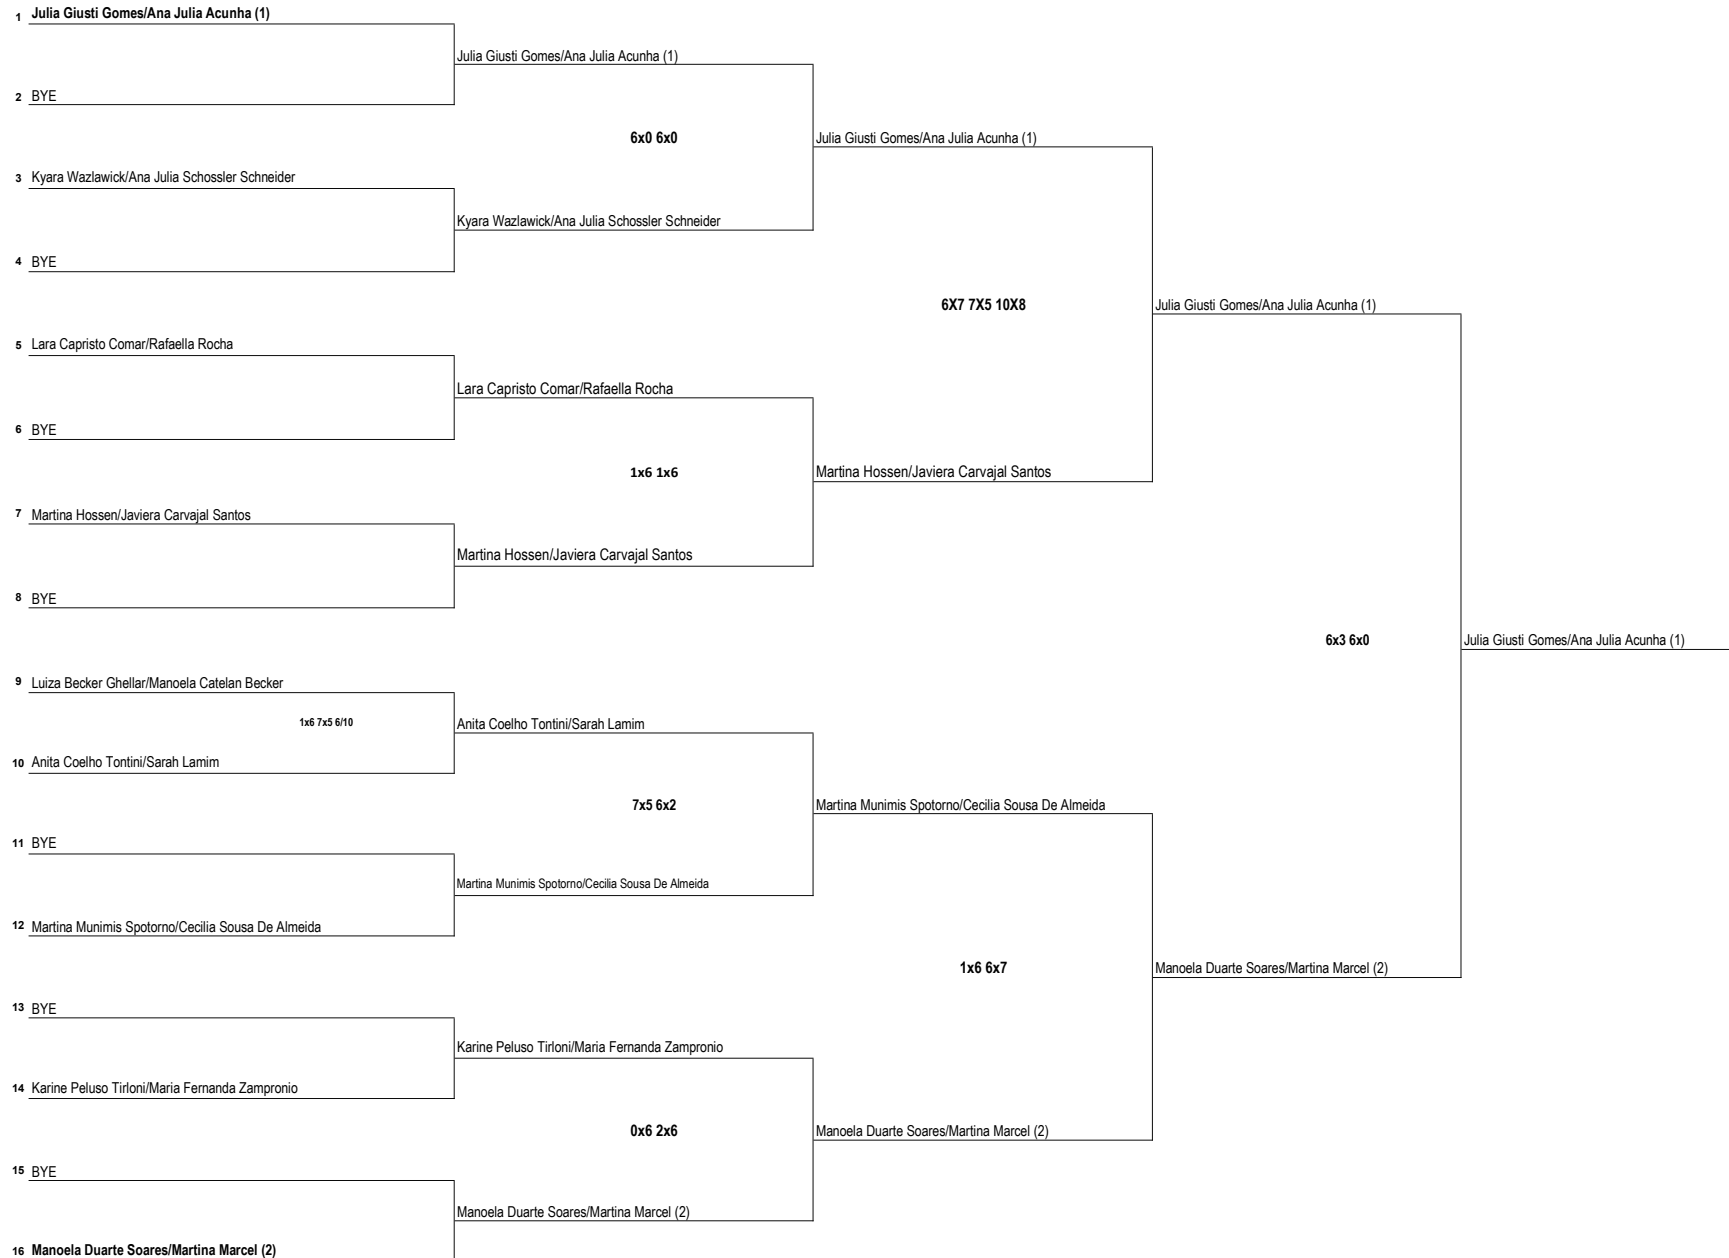 1 Julia Giusti Gomes/Ana Julia Acunha (1)
Julia Giusti Gomes/Ana Julia Acunha (1)
2 BYE
6x0 6x0
Julia Giusti Gomes/Ana Julia Acunha (1)
3 Kyara Wazlawick/Ana Julia Schossler Schneider
Kyara Wazlawick/Ana Julia Schossler Schneider
4 BYE
6X7 7X5 10X8
Julia Giusti Gomes/Ana Julia Acunha (1)
5 Lara Capristo Comar/Rafaella Rocha
Lara Capristo Comar/Rafaella Rocha
6 BYE
1x6 1x6
Martina Hossen/Javiera Carvajal Santos
7 Martina Hossen/Javiera Carvajal Santos
Martina Hossen/Javiera Carvajal Santos
8 BYE
6x3 6x0
Julia Giusti Gomes/Ana Julia Acunha (1)
9 Luiza Becker Ghellar/Manoela Catelan Becker
1x6 7x5 6/10
Anita Coelho Tontini/Sarah Lamim
10 Anita Coelho Tontini/Sarah Lamim
7x5 6x2
Martina Munimis Spotorno/Cecilia Sousa De Almeida
11 BYE
Martina Munimis Spotorno/Cecilia Sousa De Almeida
12 Martina Munimis Spotorno/Cecilia Sousa De Almeida
1x6 6x7
Manoela Duarte Soares/Martina Marcel (2)
13 BYE
Karine Peluso Tirloni/Maria Fernanda Zampronio
14 Karine Peluso Tirloni/Maria Fernanda Zampronio
0x6 2x6
Manoela Duarte Soares/Martina Marcel (2)
15 BYE
Manoela Duarte Soares/Martina Marcel (2)
16 Manoela Duarte Soares/Martina Marcel (2)